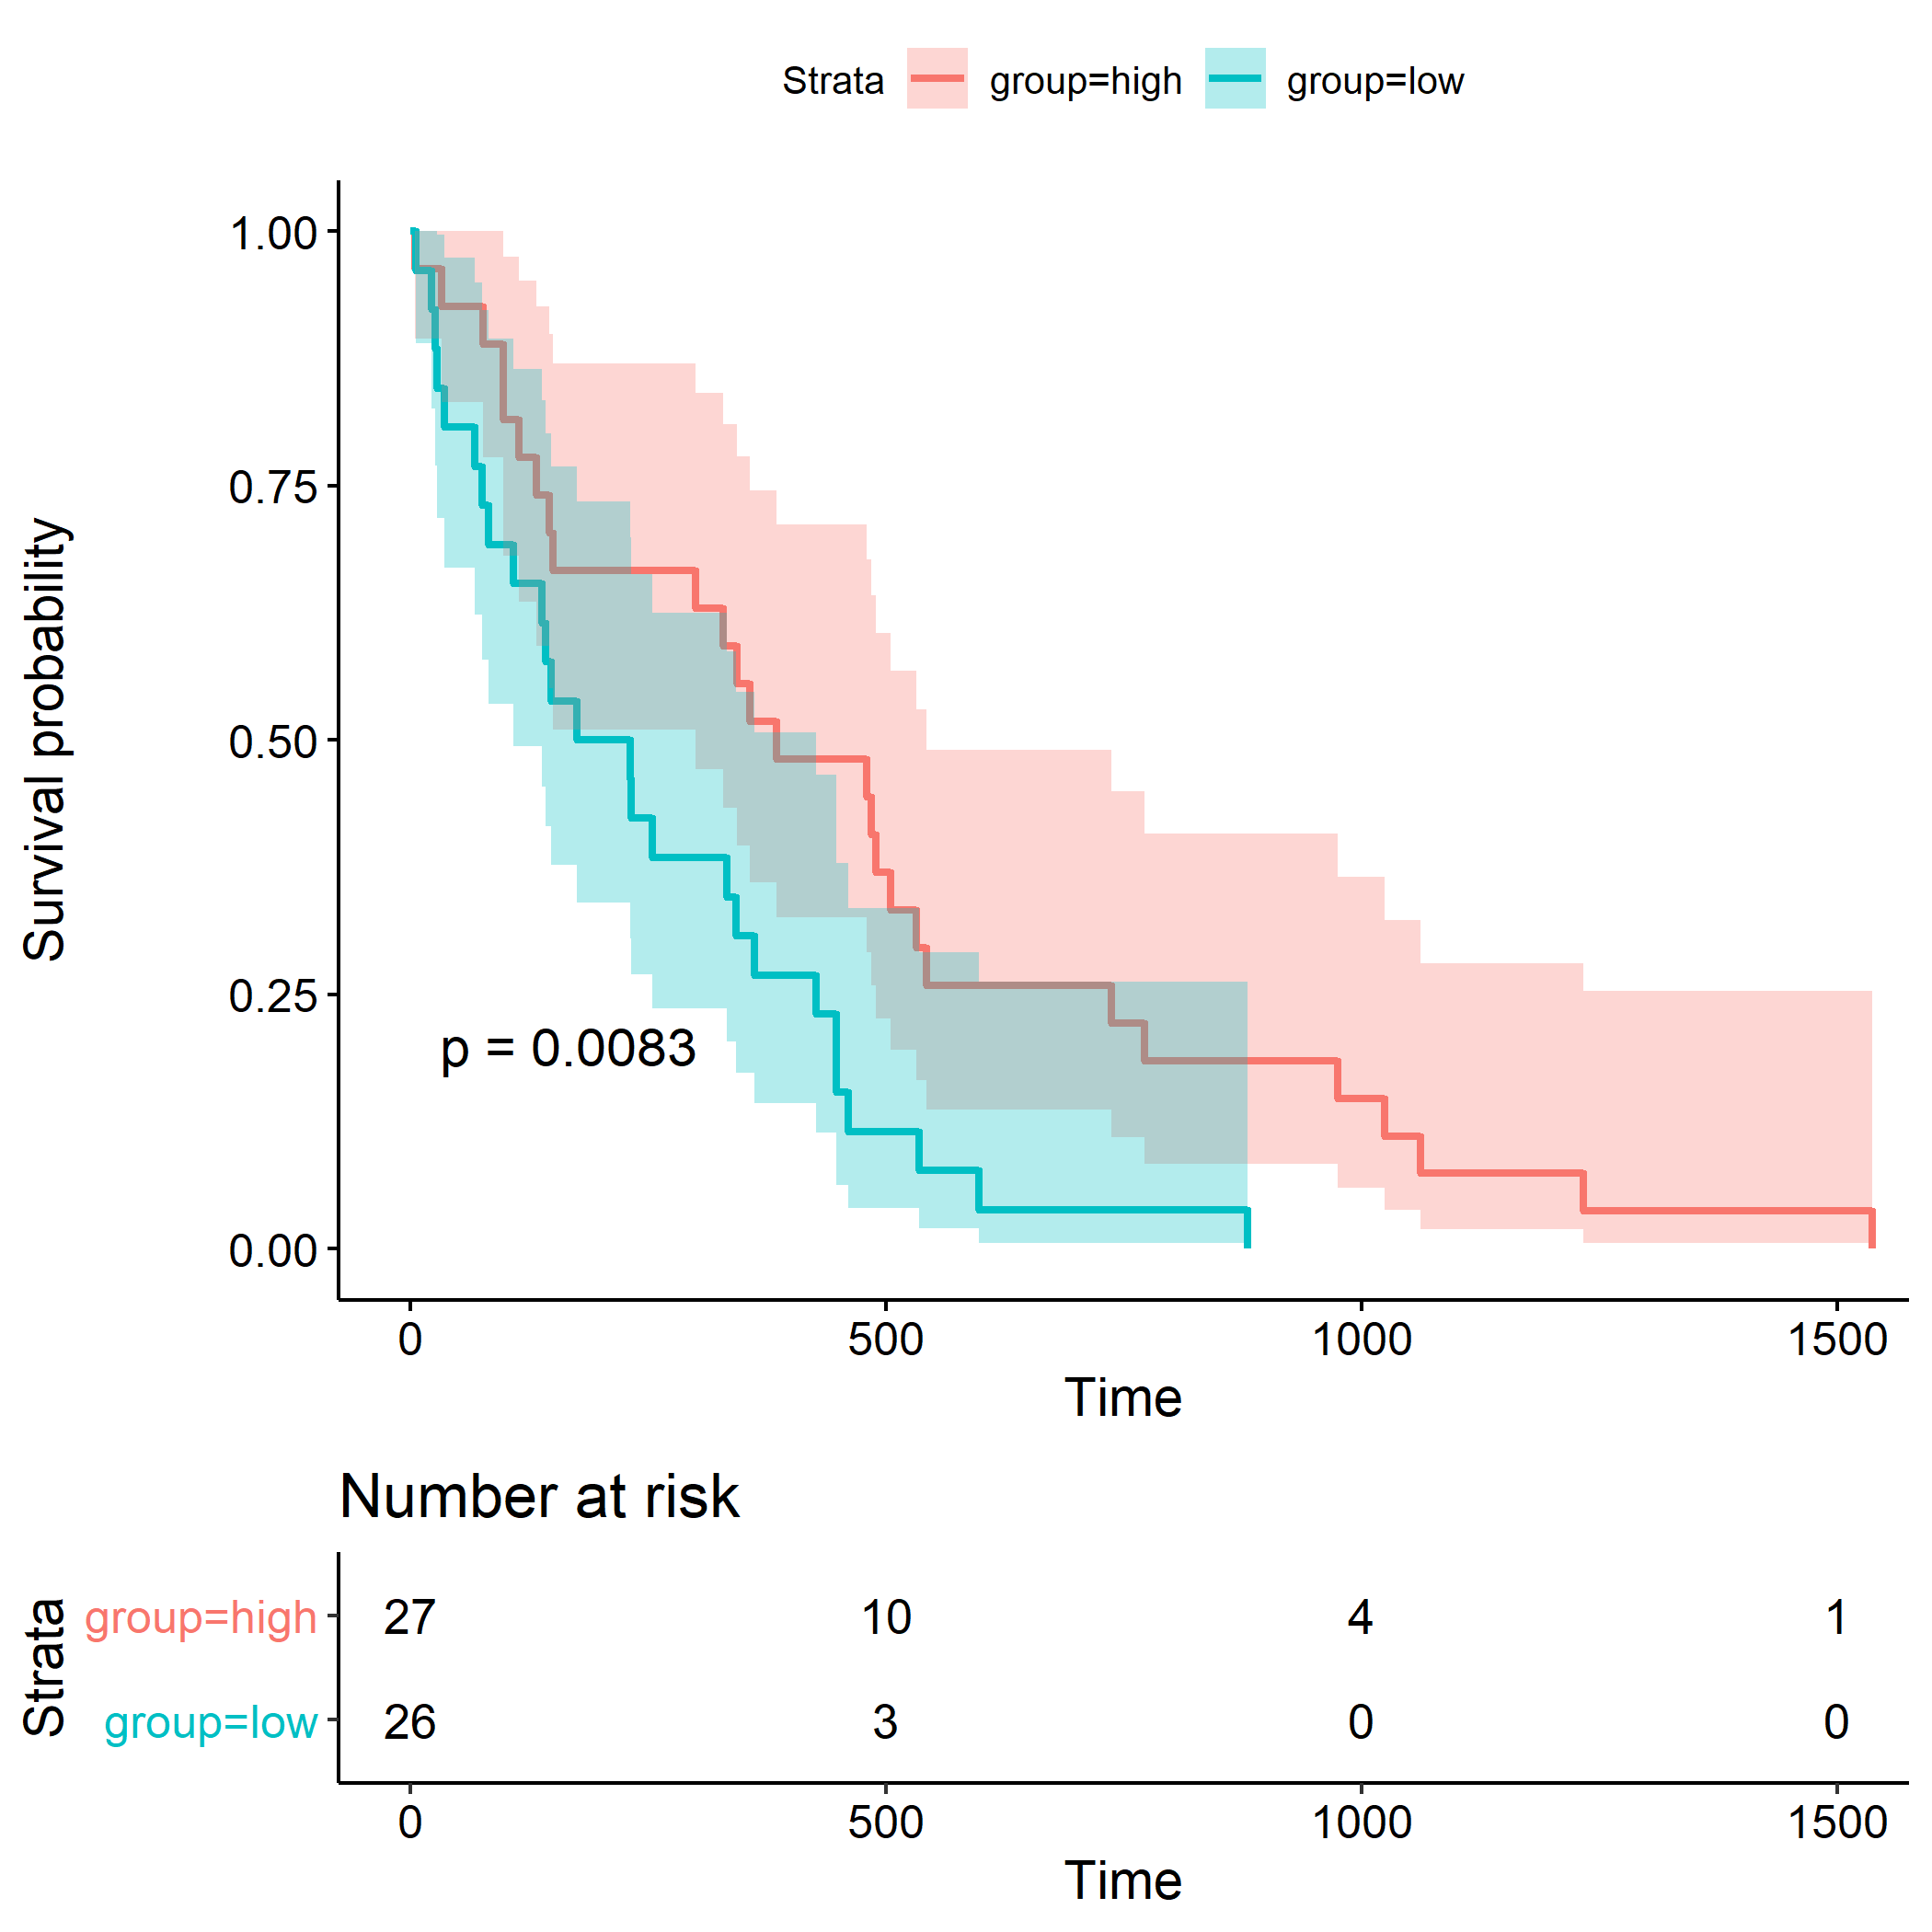 Strata group=high group=low
1.00
0.75
0.50
0.25
0.00
Survival probability
p = 0.0083
0 500 1000 1500
Time
Number at risk
Strata
group=high 27 10 4 1
group=low 26 3 0 0
0 500 1000 1500
Time